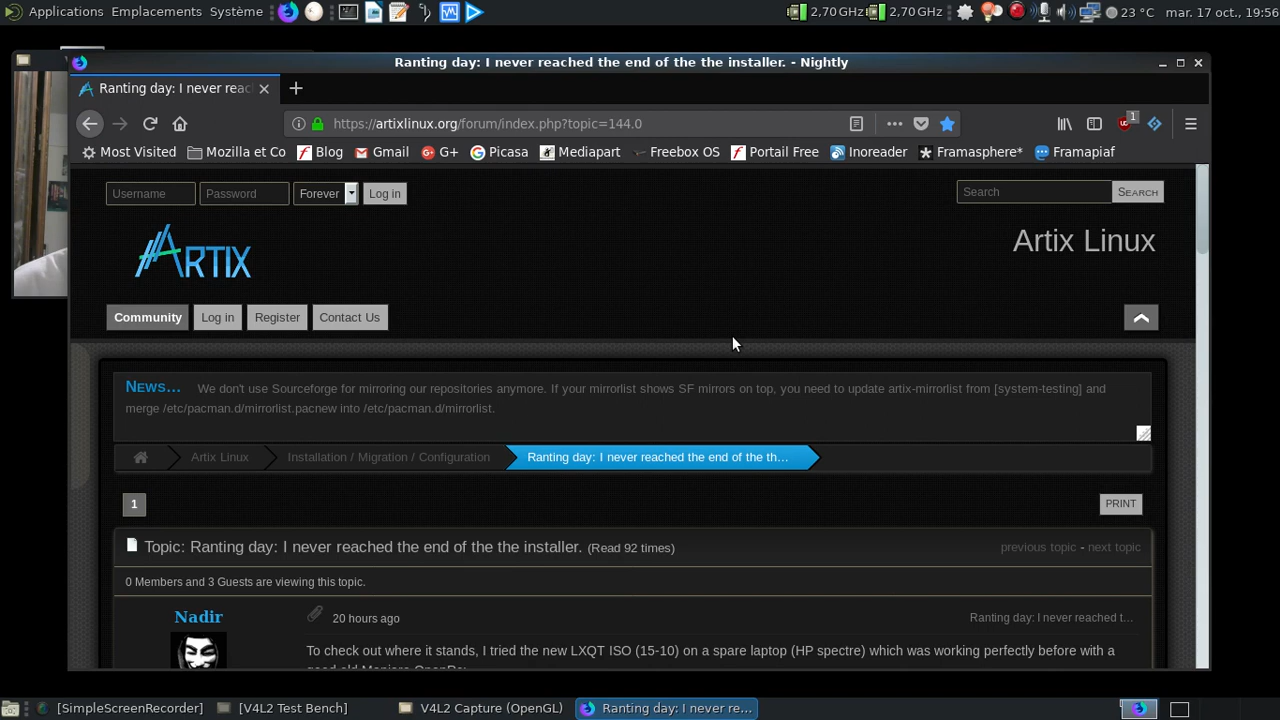 Applications Emplacements Système 2,70 GHz 2,70 GHz 23 °C mar. 17 oct., 19:56
Ranting day: I never reached the end of the the installer. - Nightly
Ranting day: I never reac
https://artixlinux.org/forum/index.php?topic=144.0 1
Most Visited Mozilla et Co Blog Gmail G+ Picasa Mediapart Freebox OS Portail Free Inoreader Framasphere* Framapiaf
Username Password Forever Log in Search SEARCH
ARTIX Artix Linux
Community Log in Register Contact Us
NEWS... We don't use Sourceforge for mirroring our repositories anymore. If your mirrorlist shows SF mirrors on top, you need to update artix-mirrorlist from [system-testing] and
merge /etc/pacman.d/mirrorlist.pacnew into /etc/pacman.d/mirrorlist.
Artix Linux Installation / Migration / Configuration Ranting day: I never reached the end of the th…
1 PRINT
Topic: Ranting day: I never reached the end of the the installer. (Read 92 times) previous topic - next topic
0 Members and 3 Guests are viewing this topic.
Nadir 20 hours ago Ranting day: I never reached t…
To check out where it stands, I tried the new LXQT ISO (15-10) on a spare laptop (HP spectre) which was working perfectly before with a
[SimpleScreenRecorder] [V4L2 Test Bench] V4L2 Capture (OpenGL) Ranting day: I never re...